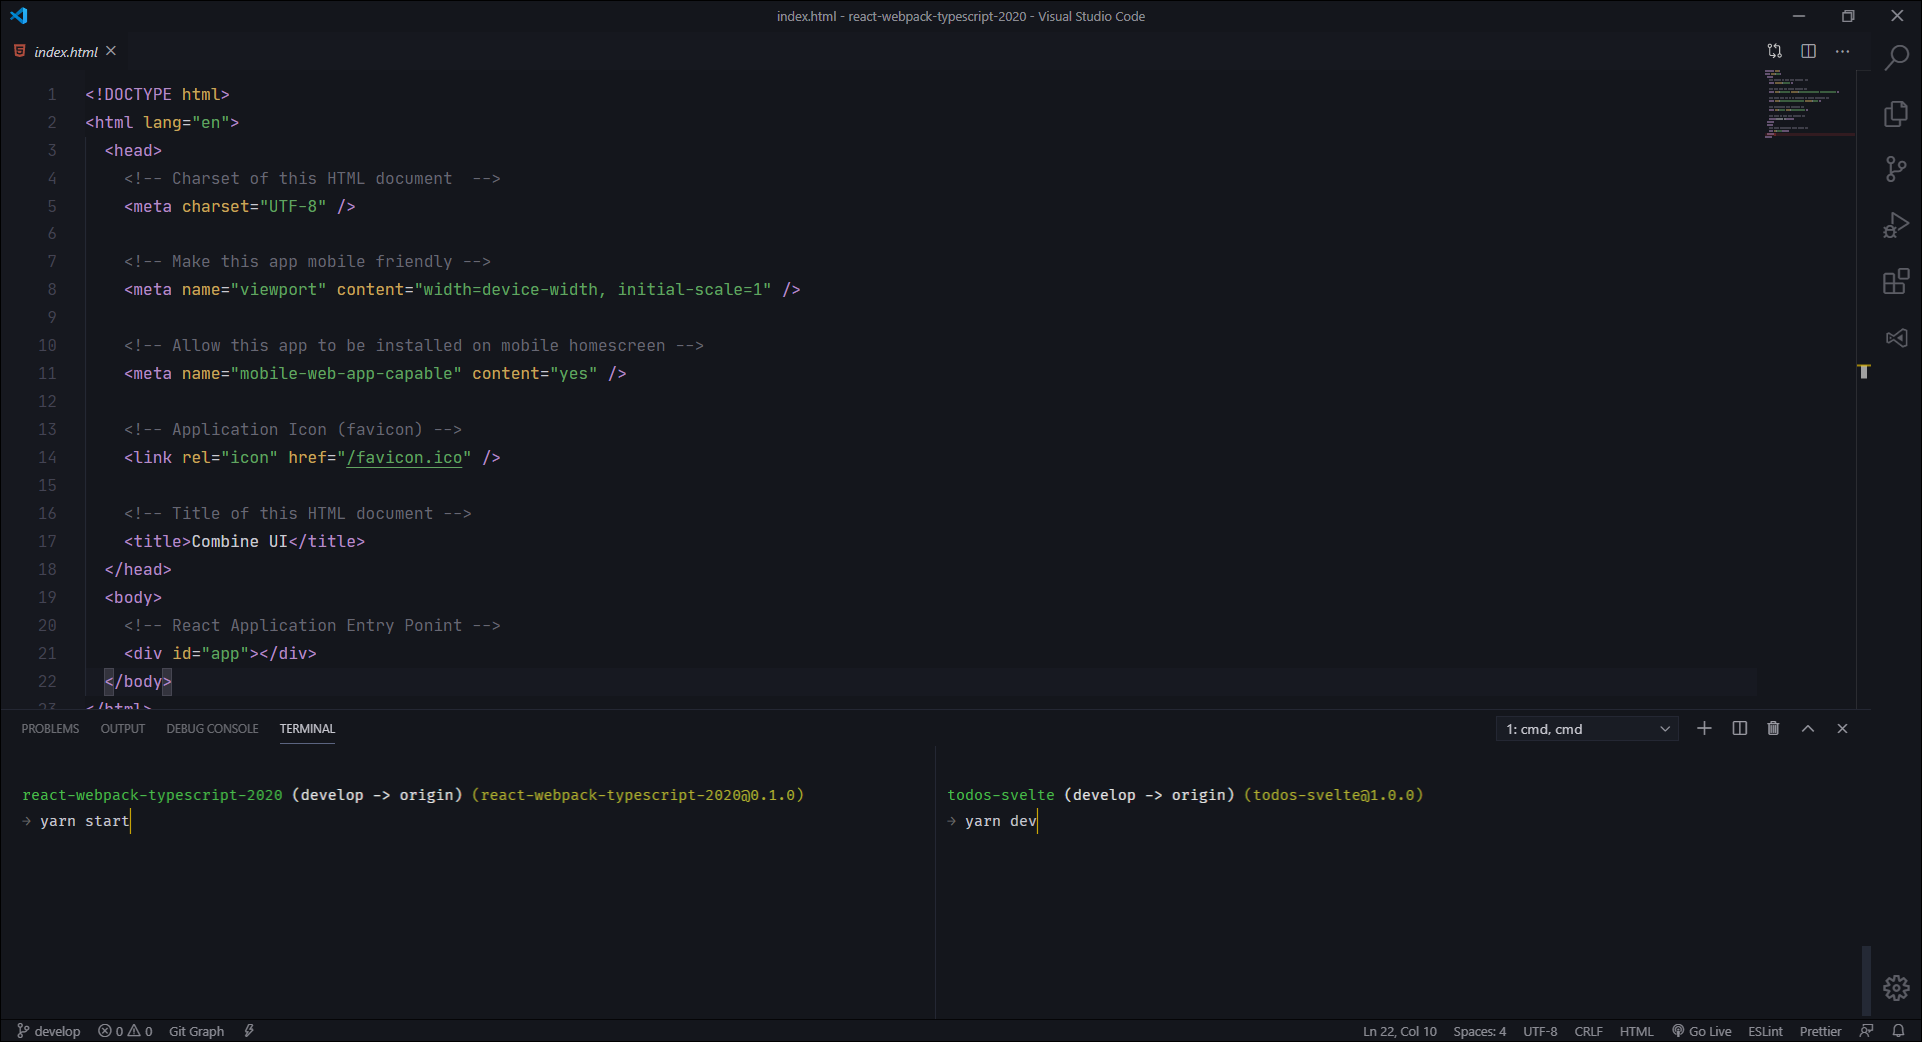 index.html - react-webpack-typescript-2020 - Visual Studio Code
index.html
1 <!DOCTYPE html>
2 <html lang="en">
3 <head>
4 <!-- Charset of this HTML document  -->
5 <meta charset="UTF-8" />
6
7 <!-- Make this app mobile friendly -->
8 <meta name="viewport" content="width=device-width, initial-scale=1" />
9
10 <!-- Allow this app to be installed on mobile homescreen -->
11 <meta name="mobile-web-app-capable" content="yes" />
12
13 <!-- Application Icon (favicon) -->
14 <link rel="icon" href="/favicon.ico" />
15
16 <!-- Title of this HTML document -->
17 <title>Combine UI</title>
18 </head>
19 <body>
20 <!-- React Application Entry Ponint -->
21 <div id="app"></div>
22 </body>
23 </html>
PROBLEMS OUTPUT DEBUG CONSOLE TERMINAL 1: cmd, cmd
react-webpack-typescript-2020 (develop -> origin) (react-webpack-typescript-2020@0.1.0)
→ yarn start
todos-svelte (develop -> origin) (todos-svelte@1.0.0)
→ yarn dev
develop 0 0 Git Graph Ln 22, Col 10 Spaces: 4 UTF-8 CRLF HTML Go Live ESLint Prettier